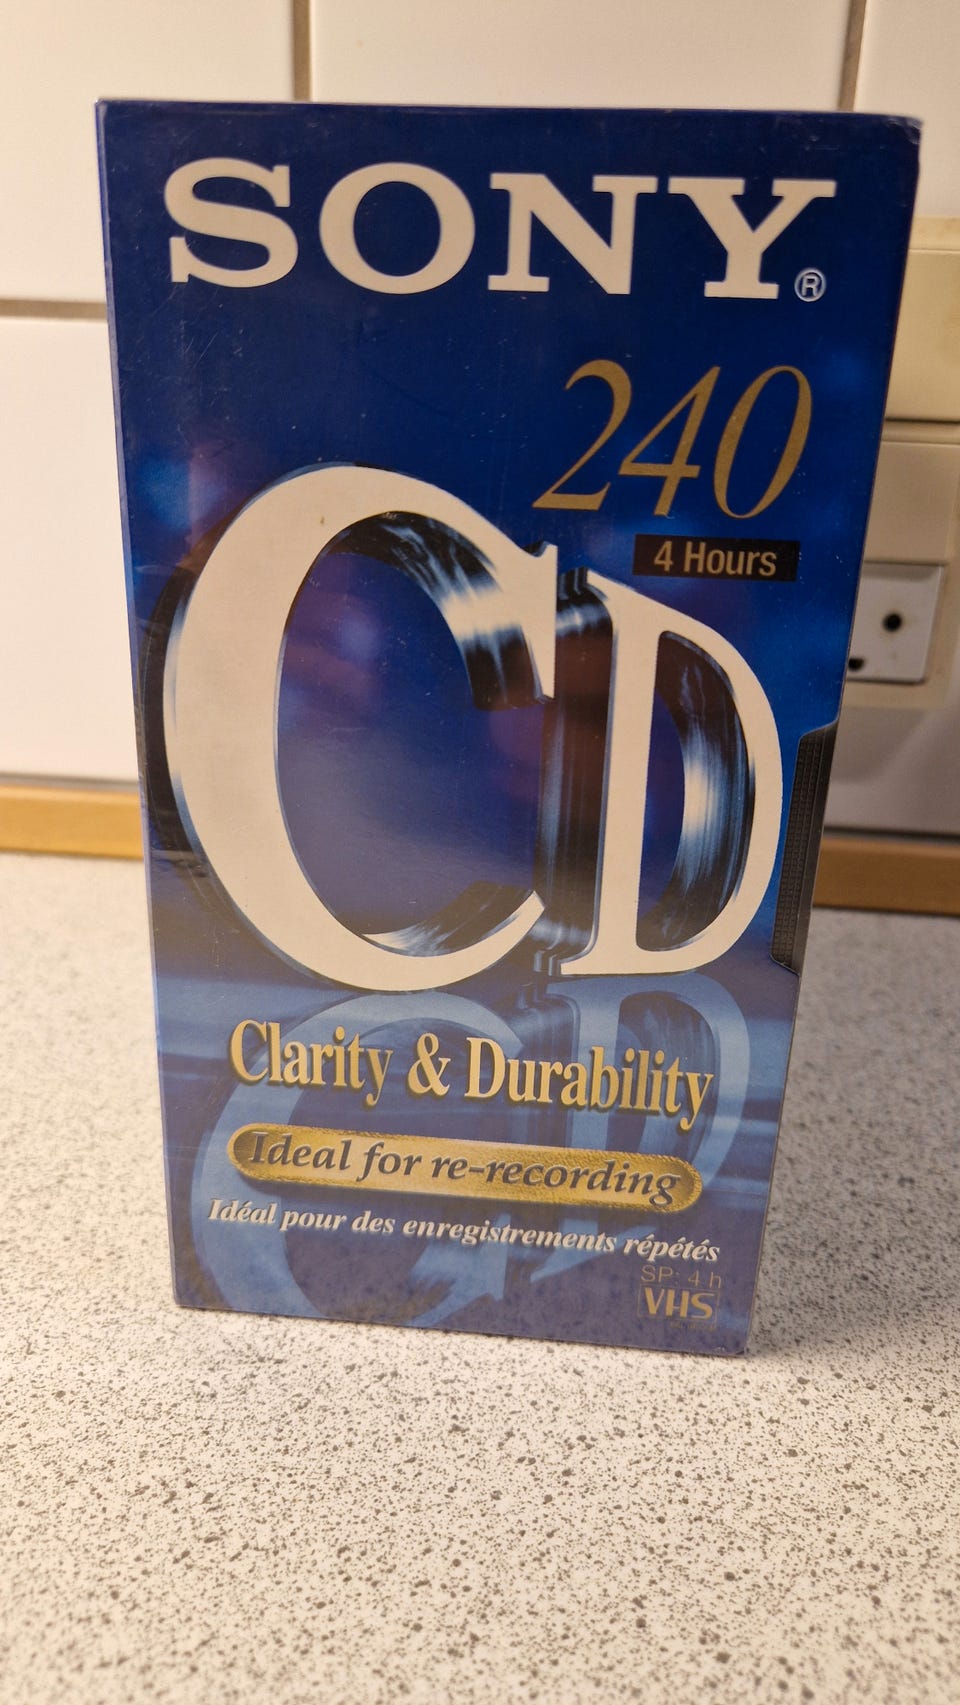 SONY®
240
4 Hours
CD
Clarity & Durability
Ideal for re-recording
Idéal pour des enregistrements répétés
SP: 4 h
VHS